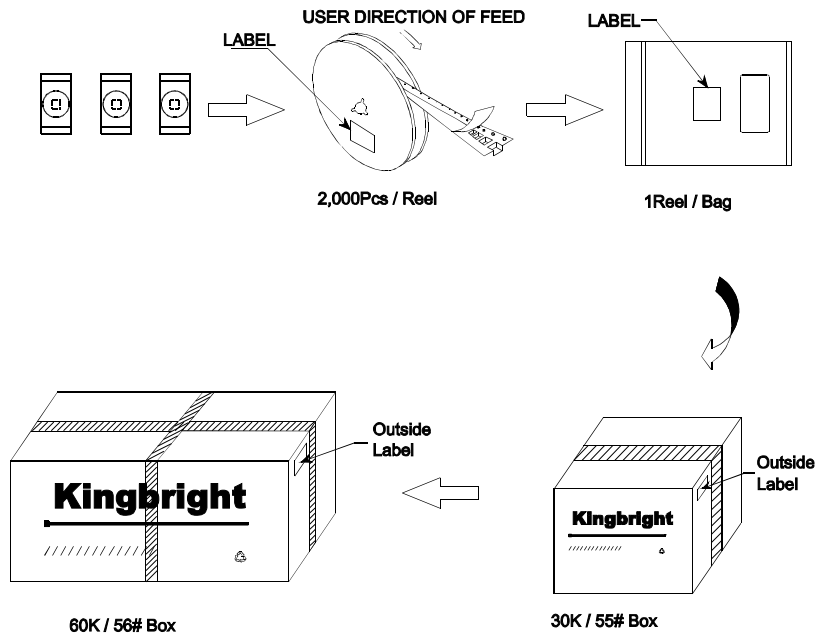 USER DIRECTION OF FEED
LABEL
LABEL
2,000Pcs / Reel
1Reel / Bag
Outside
Label
Outside
Label
Kingbright
Kingbright
60K / 56# Box
30K / 55# Box